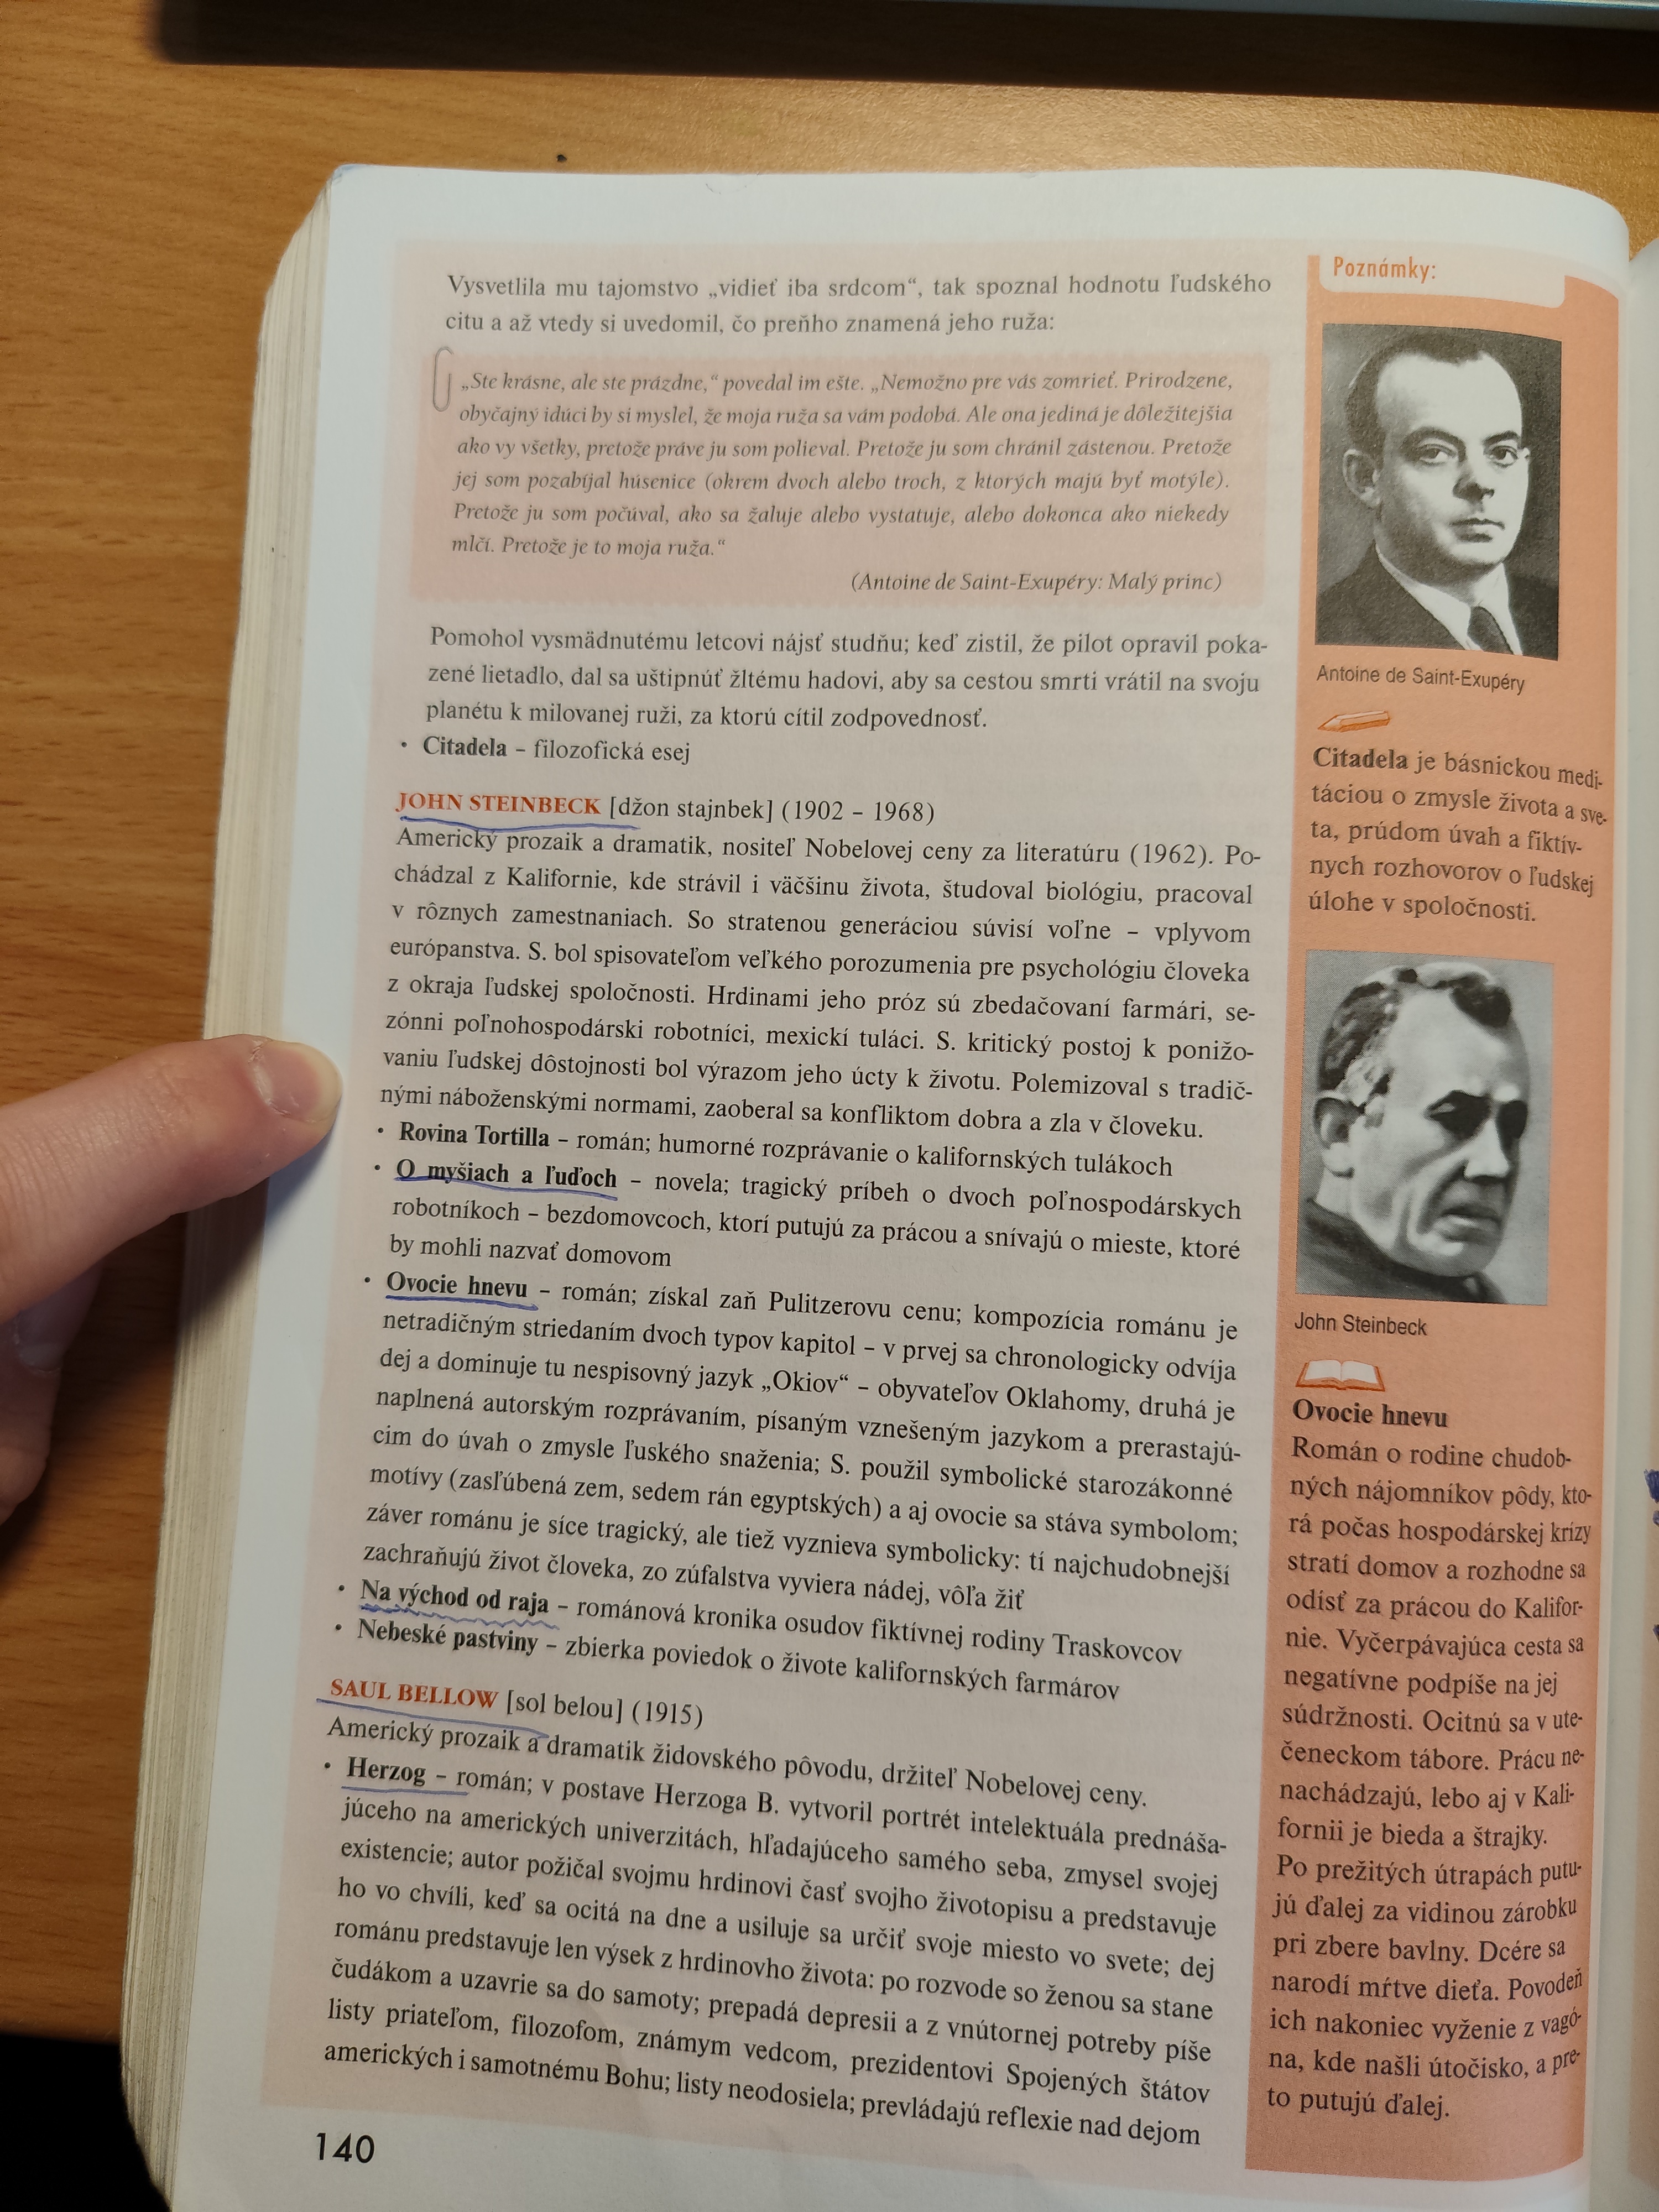 Vysvetlila mu tajomstvo „vidieť iba srdcom“, tak spoznal hodnotu ľudského
citu a až vtedy si uvedomil, čo preňho znamená jeho ruža:
„Ste krásne, ale ste prázdne,“ povedal im ešte. „Nemožno pre vás zomrieť. Prirodzene,
obyčajný idúci by si myslel, že moja ruža sa vám podobá. Ale ona jediná je dôležitejšia
ako vy všetky, pretože práve ju som polieval. Pretože ju som chránil zástenou. Pretože
jej som pozabíjal húsenice (okrem dvoch alebo troch, z ktorých majú byť motýle).
Pretože ju som počúval, ako sa žaluje alebo vystatuje, alebo dokonca ako niekedy
mlčí. Pretože je to moja ruža.“
(Antoine de Saint-Exupéry: Malý princ)
Pomohol vysmädnutému letcovi nájsť studňu; keď zistil, že pilot opravil poka-
zené lietadlo, dal sa uštipnúť žltému hadovi, aby sa cestou smrti vrátil na svoju
planétu k milovanej ruži, za ktorú cítil zodpovednosť.
• Citadela – filozofická esej
JOHN STEINBECK [džon stajnbek] (1902 – 1968)
Americký prozaik a dramatik, nositeľ Nobelovej ceny za literatúru (1962). Po-
chádzal z Kalifornie, kde strávil i väčšinu života, študoval biológiu, pracoval
v rôznych zamestnaniach. So stratenou generáciou súvisí voľne – vplyvom
európanstva. S. bol spisovateľom veľkého porozumenia pre psychológiu človeka
z okraja ľudskej spoločnosti. Hrdinami jeho próz sú zbedačovaní farmári, se-
zónni poľnohospodárski robotníci, mexickí tuláci. S. kritický postoj k ponižo-
vaniu ľudskej dôstojnosti bol výrazom jeho úcty k životu. Polemizoval s tradič-
nými náboženskými normami, zaoberal sa konfliktom dobra a zla v človeku.
• Rovina Tortilla – román; humorné rozprávanie o kalifornských tulákoch
• O myšiach a ľuďoch – novela; tragický príbeh o dvoch poľnospodárskych
robotníkoch – bezdomovcoch, ktorí putujú za prácou a snívajú o mieste, ktoré
by mohli nazvať domovom
• Ovocie hnevu – román; získal zaň Pulitzerovu cenu; kompozícia románu je
netradičným striedaním dvoch typov kapitol – v prvej sa chronologicky odvíja
dej a dominuje tu nespisovný jazyk „Okiov“ – obyvateľov Oklahomy, druhá je
naplnená autorským rozprávaním, písaným vznešeným jazykom a prerastajú-
cim do úvah o zmysle ľuského snaženia; S. použil symbolické starozákonné
motívy (zasľúbená zem, sedem rán egyptských) a aj ovocie sa stáva symbolom;
záver románu je síce tragický, ale tiež vyznieva symbolicky: tí najchudobnejší
zachraňujú život človeka, zo zúfalstva vyviera nádej, vôľa žiť
• Na východ od raja – románová kronika osudov fiktívnej rodiny Traskovcov
• Nebeské pastviny – zbierka poviedok o živote kalifornských farmárov
SAUL BELLOW [sol belou] (1915)
Americký prozaik a dramatik židovského pôvodu, držiteľ Nobelovej ceny.
• Herzog – román; v postave Herzoga B. vytvoril portrét intelektuála prednáša-
júceho na amerických univerzitách, hľadajúceho samého seba, zmysel svojej
existencie; autor požičal svojmu hrdinovi časť svojho životopisu a predstavuje
ho vo chvíli, keď sa ocitá na dne a usiluje sa určiť svoje miesto vo svete; dej
románu predstavuje len výsek z hrdinovho života: po rozvode so ženou sa stane
čudákom a uzavrie sa do samoty; prepadá depresii a z vnútornej potreby píše
listy priateľom, filozofom, známym vedcom, prezidentovi Spojených štátov
amerických i samotnému Bohu; listy neodosiela; prevládajú reflexie nad dejom
140
Poznámky:
Antoine de Saint-Exupéry
Citadela je básnickou medi-
táciou o zmysle života a sve-
ta, prúdom úvah a fiktív-
nych rozhovorov o ľudskej
úlohe v spoločnosti.
John Steinbeck
Ovocie hnevu
Román o rodine chudob-
ných nájomníkov pôdy, kto-
rá počas hospodárskej krízy
stratí domov a rozhodne sa
odísť za prácou do Kalifor-
nie. Vyčerpávajúca cesta sa
negatívne podpíše na jej
súdržnosti. Ocitnú sa v ute-
čeneckom tábore. Prácu ne-
nachádzajú, lebo aj v Kali-
fornii je bieda a štrajky.
Po prežitých útrapách putu-
jú ďalej za vidinou zárobku
pri zbere bavlny. Dcére sa
narodí mŕtve dieťa. Povodeň
ich nakoniec vyženie z vagó-
na, kde našli útočisko, a pre-
to putujú ďalej.